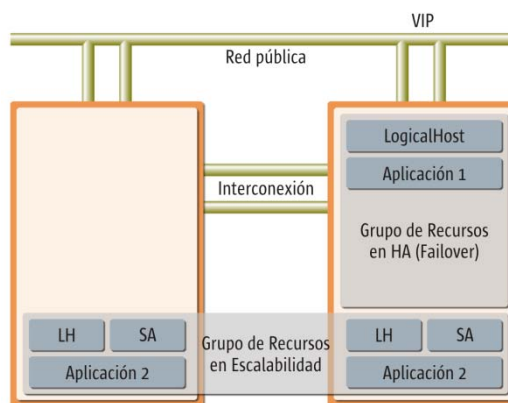 VIP
Red pública
LogicalHost
Aplicación 1
Interconexión
Grupo de Recursos
en HA (Failover)
LH
SA
Aplicación 2
Grupo de Recursos
en Escalabilidad
LH
SA
Aplicación 2